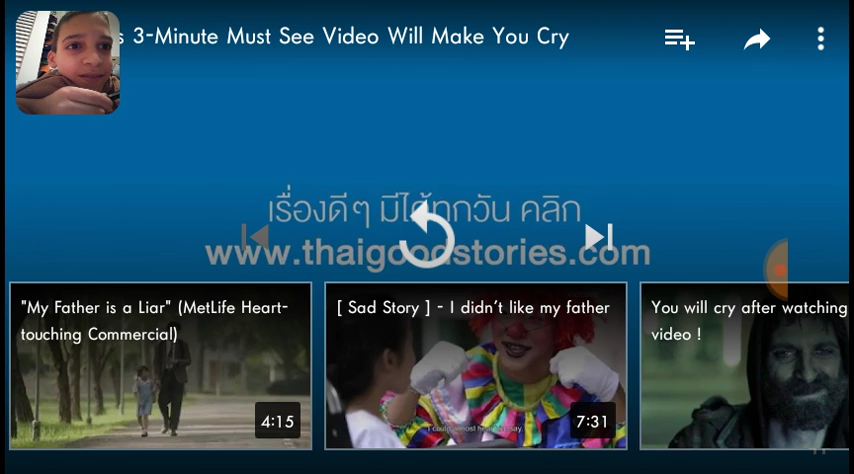 s 3-Minute Must See Video Will Make You Cry
เรื่องดีๆ มีได้ทุกวัน คลิก
www.thaigoodstories.com
"My Father is a Liar" (MetLife Heart-
touching Commercial)
4:15
[ Sad Story ] - I didn't like my father
7:31
You will cry after watching
video !